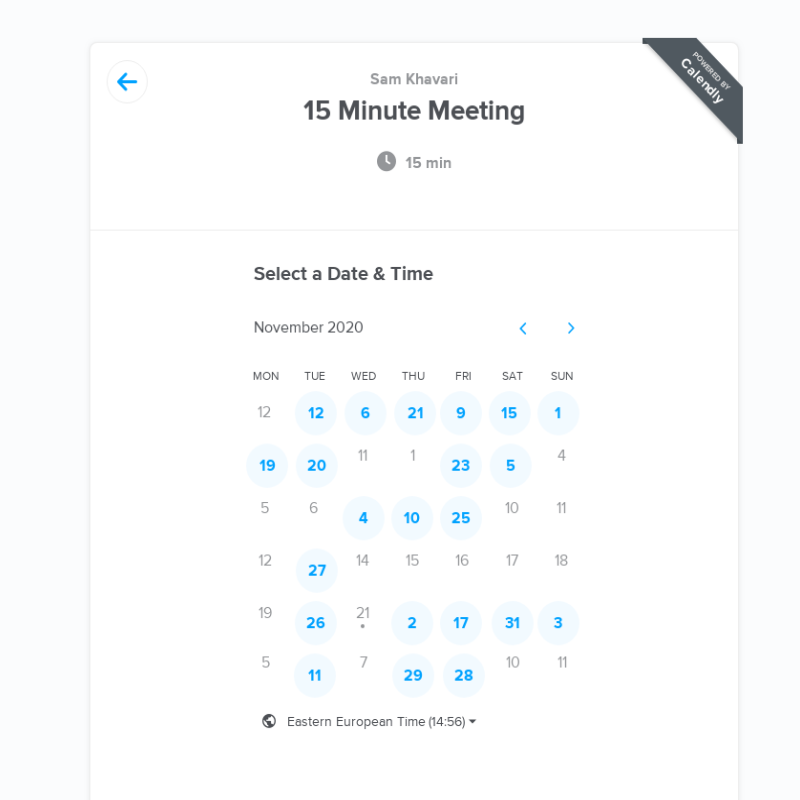 POWERED BY
Calendly
Sam Khavari
15 Minute Meeting
15 min
Select a Date & Time
November 2020
MON TUE WED THU FRI SAT SUN
12 12 6 21 9 15 1
19 20 11 1 23 5 4
5 6 4 10 25 10 11
12 27 14 15 16 17 18
19 26 21 2 17 31 3
5 11 7 29 28 10 11
Eastern European Time (14:56)